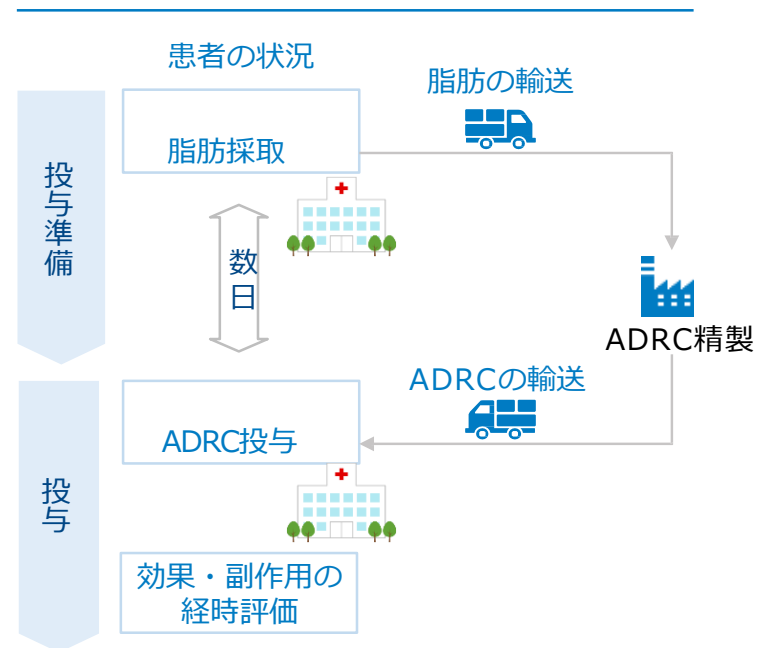 患者の状況
脂肪の輸送
脂肪採取
投与準備
数
日
ADRC精製
ADRCの輸送
ADRC投与
投与
効果・副作用の
経時評価